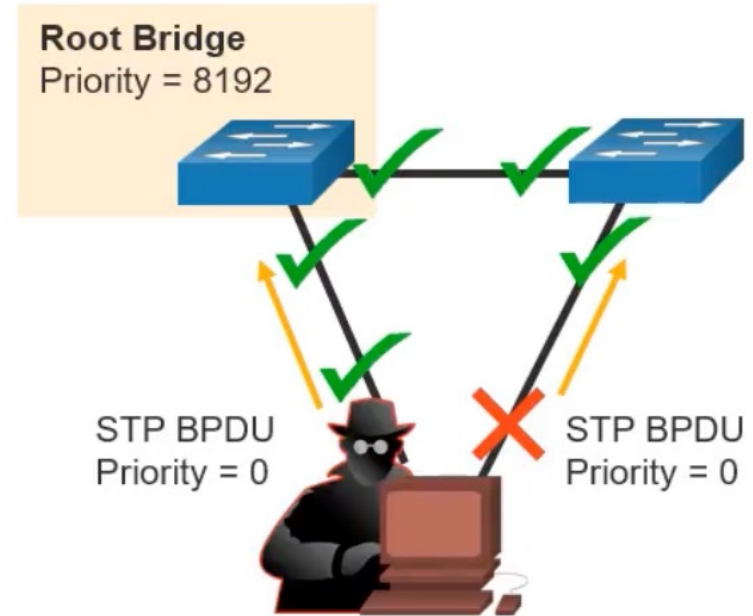 Root Bridge
Priority = 8192
STP BPDU
Priority = 0
STP BPDU
Priority = 0